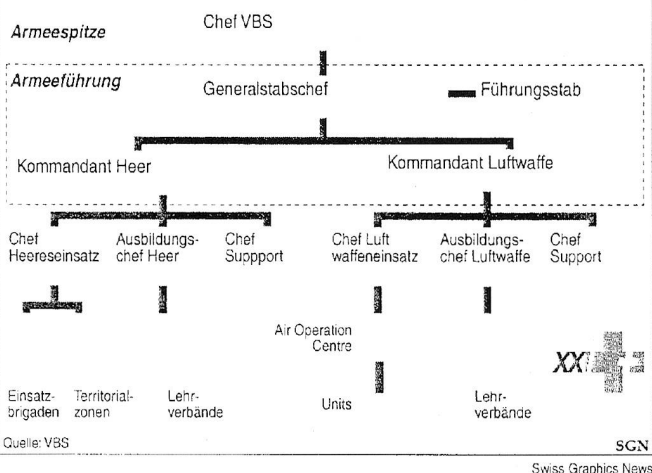 Armeespitze
Chef VBS
Armeeführung
Generalstabschef
Führungsstab
Kommandant Heer
Kommandant Luftwaffe
Chef
Heereseinsatz
Ausbildungs-
chef Heer
Chef
Suppport
Chef Luft
waffeneinsatz
Ausbildungs-
chef Luftwaffe
Chef
Support
Air Operation
Centre
XXI
Einsatz-
brigaden
Territorial-
zonen
Lehr-
verbände
Units
Lehr-
verbände
Quelle: VBS
SGN
Swiss Graphics News